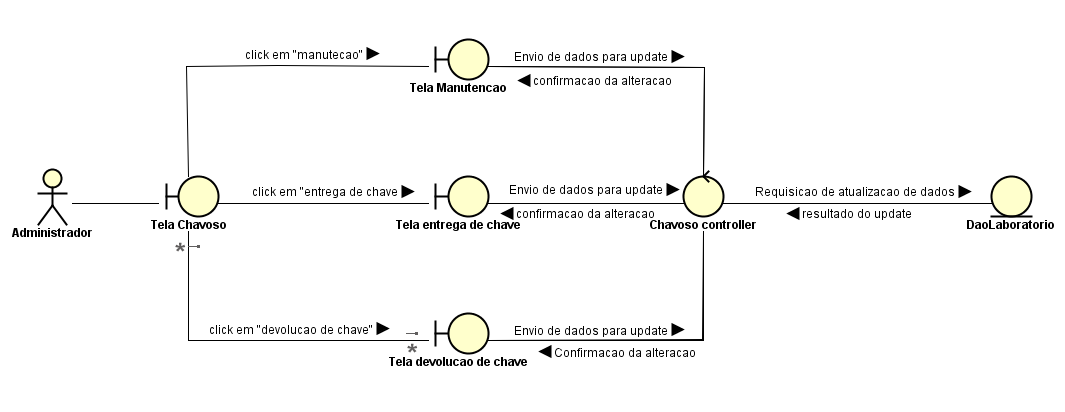 click em "manutecao"
Envio de dados para update
confirmacao da alteracao
Tela Manutencao
click em "entrega de chave
Envio de dados para update
confirmacao da alteracao
Requisicao de atualizacao de dados
resultado do update
Administrador
Tela Chavoso
Tela entrega de chave
Chavoso controller
DaoLaboratorio
*
click em "devolucao de chave"
*
Envio de dados para update
Confirmacao da alteracao
Tela devolucao de chave